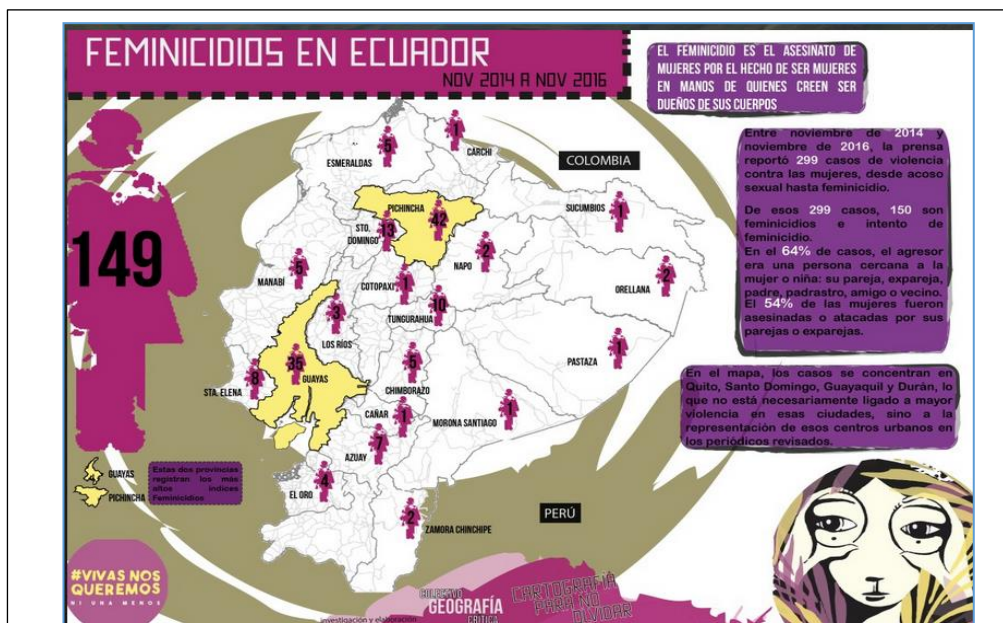 FEMINICIDIOS EN ECUADOR
NOV 2014 A NOV 2016
EL FEMINICIDIO ES EL ASESINATO DE
MUJERES POR EL HECHO DE SER MUJERES
EN MANOS DE QUIENES CREEN SER
DUEÑOS DE SUS CUERPOS
Entre noviembre de 2014 y
noviembre de 2016, la prensa
reportó 299 casos de violencia
contra las mujeres, desde acoso
sexual hasta feminicidio.
De esos 299 casos, 150 son
feminicidios e intento de
feminicidio.
En el 64% de casos, el agresor
era una persona cercana a la
mujer o niña: su pareja, expareja,
padre, padrastro, amigo o vecino.
El 54% de las mujeres fueron
asesinadas o atacadas por sus
parejas o exparejas.
En el mapa, los casos se concentran en
Quito, Santo Domingo, Guayaquil y Durán, lo
que no está necesariamente ligado a mayor
violencia en esas ciudades, sino a la
representación de esos centros urbanos en
los periódicos revisados.
149
COLOMBIA
PERÚ
ESMERALDAS
5
CARCHI
1
PICHINCHA
42
STO.
DOMINGO
13
SUCUMBIOS
1
NAPO
2
ORELLANA
2
MANABÍ
5
COTOPAXI
1
TUNGURAHUA
10
LOS RÍOS
3
PASTAZA
1
STA. ELENA
8
GUAYAS
35
CHIMBORAZO
5
CAÑAR
1
MORONA SANTIAGO
1
AZUAY
7
EL ORO
4
ZAMORA CHINCHIPE
2
GUAYAS
PICHINCHA
Estas dos provincias
registran los más
altos índices
Feminicidios
#VIVAS NOS
QUEREMOS
NI UNA MENOS
COLECTIVO
GEOGRAFÍA
CRÍTICA
investigación y elaboración
CARTOGRAFÍA
PARA NO
OLVIDAR